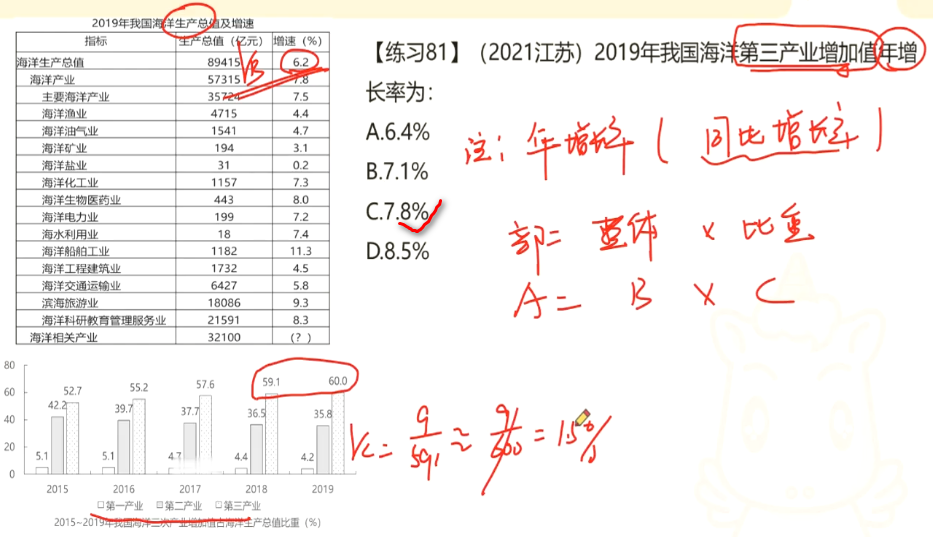 2019年我国海洋生产总值及增速
指标 生产总值（亿元） 增速（%）
海洋生产总值 89415 6.2
海洋产业 57315 7.8
主要海洋产业 35724 7.5
海洋渔业 4715 4.4
海洋油气业 1541 4.7
海洋矿业 194 3.1
海洋盐业 31 0.2
海洋化工业 1157 7.3
海洋生物医药业 443 8.0
海洋电力业 199 7.2
海水利用业 18 7.4
海洋船舶工业 1182 11.3
海洋工程建筑业 1732 4.5
海洋交通运输业 6427 5.8
滨海旅游业 18086 9.3
海洋科研教育管理服务业 21591 8.3
海洋相关产业 32100 （？）
80
60
40
20
0
5.1 42.2 52.7
5.1 39.7 55.2
4.7 37.7 57.6
4.4 36.5 59.1
4.2 35.8 60.0
2015 2016 2017 2018 2019
第一产业 第二产业 第三产业
2015~2019年我国海洋三次产业增加值占海洋生产总值比重（%）
【练习81】（2021江苏）2019年我国海洋第三产业增加值年增
长率为：
A.6.4%
B.7.1%
C.7.8%
D.8.5%
注：年增长率（同比增长率）
部= 整体 × 比重
A = B × C